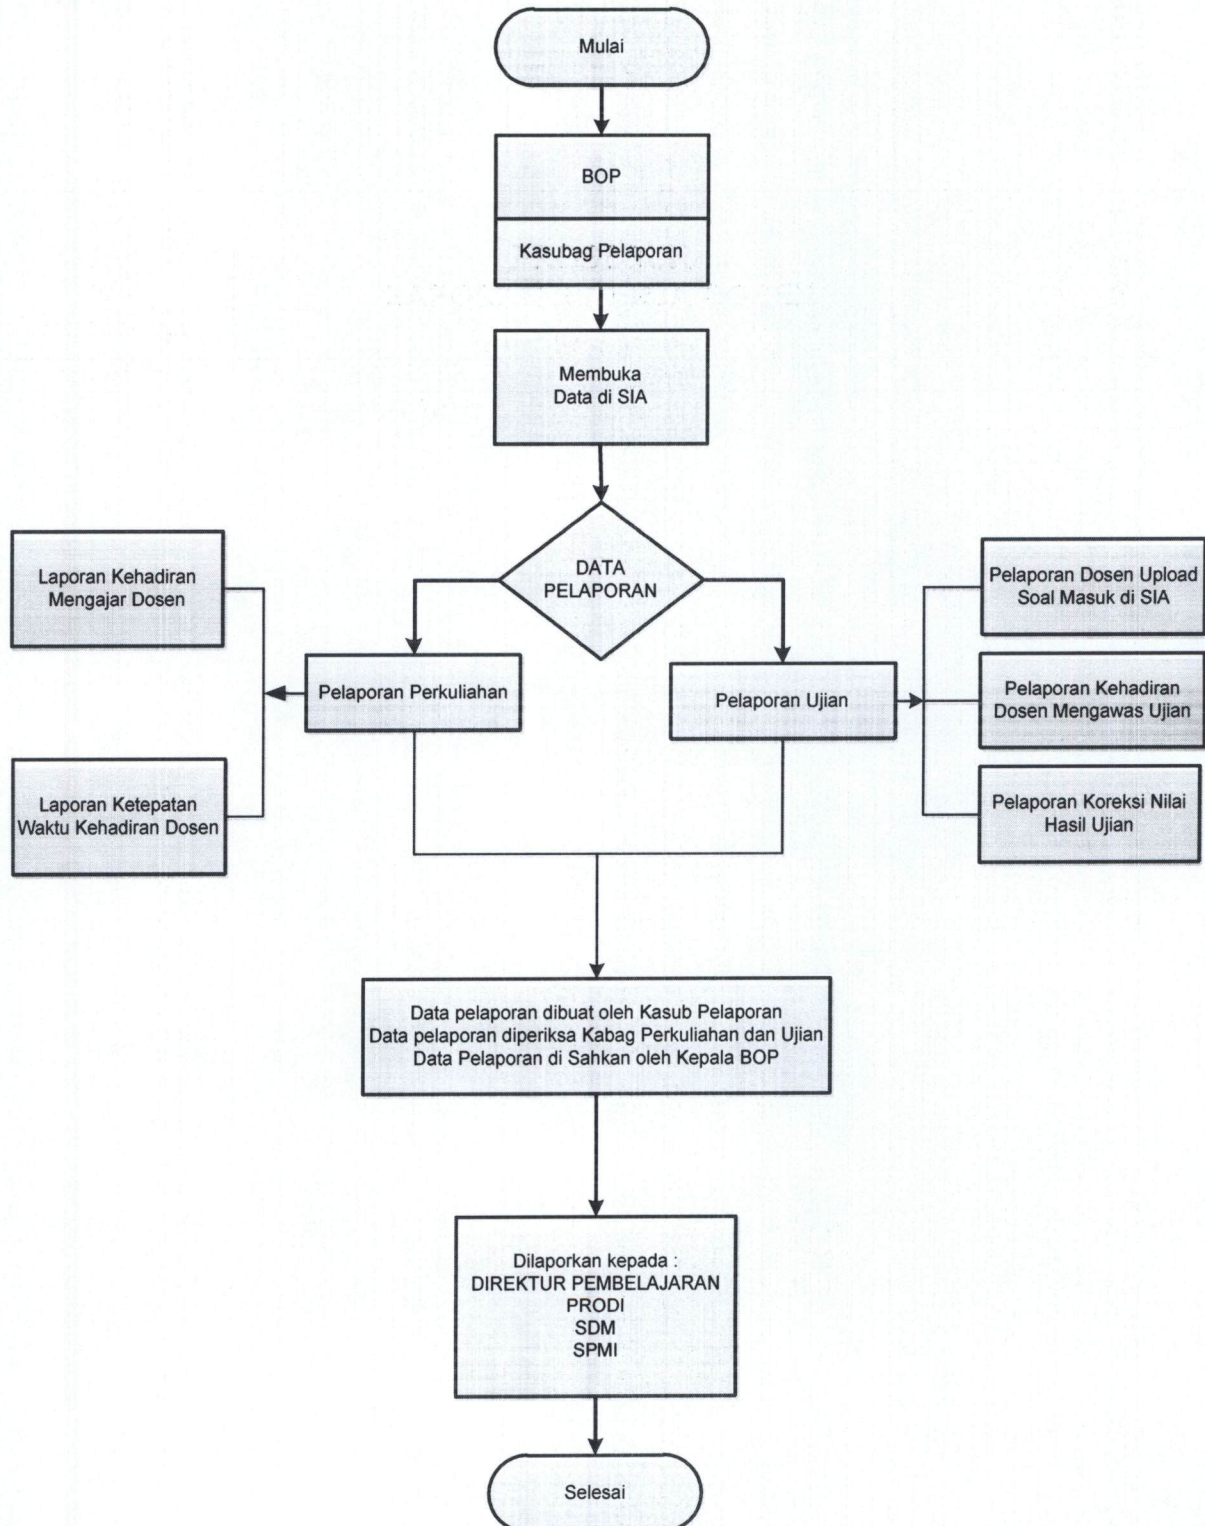 Mulai
BOP
Kasubag Pelaporan
Membuka
Data di SIA
DATA
PELAPORAN
Laporan Kehadiran
Mengajar Dosen
Pelaporan Perkuliahan
Laporan Ketepatan
Waktu Kehadiran Dosen
Pelaporan Ujian
Pelaporan Dosen Upload
Soal Masuk di SIA
Pelaporan Kehadiran
Dosen Mengawas Ujian
Pelaporan Koreksi Nilai
Hasil Ujian
Data pelaporan dibuat oleh Kasub Pelaporan
Data pelaporan diperiksa Kabag Perkuliahan dan Ujian
Data Pelaporan di Sahkan oleh Kepala BOP
Dilaporkan kepada :
DIREKTUR PEMBELAJARAN
PRODI
SDM
SPMI
Selesai